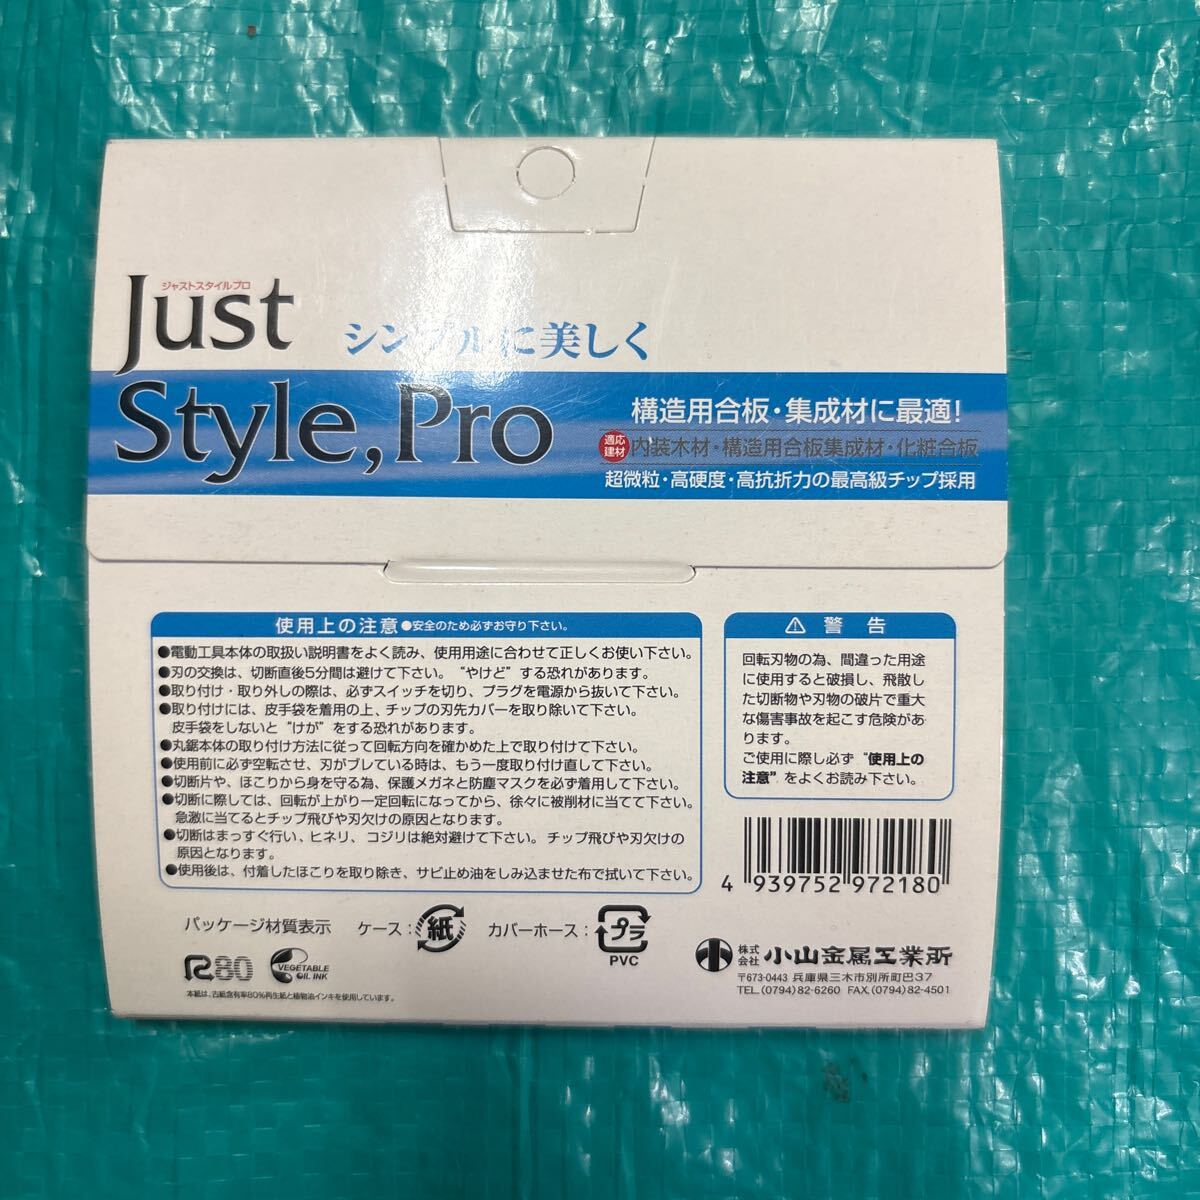 ジャストスタイルプロ
Just
Style, Pro
シンプルに美しく
構造用合板・集成材に最適!
適応建材 内装木材・構造用合板集成材・化粧合板
超微粒・高硬度・高抗折力の最高級チップ採用
使用上の注意 ●安全のため必ずお守り下さい。
●電動工具本体の取扱い説明書をよく読み、使用用途に合わせて正しくお使い下さい。
●刃の交換は、切断直後5分間は避けて下さい。 “やけど”する恐れがあります。
●取り付け・取り外しの際は、必ずスイッチを切り、プラグを電源から抜いて下さい。
●取り付けには、皮手袋を着用の上、チップの刃先カバーを取り除いて下さい。
皮手袋をしないと“けが”をする恐れがあります。
●丸鋸本体の取り付け方法に従って回転方向を確かめた上で取り付けて下さい。
●使用前に必ず空転させ、刃がブレている時は、もう一度取り付け直して下さい。
●切断片や、ほこりから身を守る為、保護メガネと防塵マスクを必ず着用して下さい。
●切断に際しては、回転が上がり一定回転になってから、徐々に被削材に当てて下さい。
急激に当てるとチップ飛びや刃欠けの原因となります。
●切断はまっすぐ行い、ヒネリ、コジリは絶対避けて下さい。チップ飛びや刃欠けの
原因となります。
●使用後は、付着したほこりを取り除き、サビ止め油をしみ込ませた布で拭いて下さい。
⚠ 警告
回転刃物の為、間違った用途
に使用すると破損し、飛散し
た切断物や刃物の破片で重大
な傷害事故を起こす危険があ
ります。
ご使用に際し必ず“使用上の
注意”をよくお読み下さい。
4 939752 972180
パッケージ材質表示 ケース: 紙 カバーホース: プラ
PVC
R80 VEGETABLE
OIL INK
本紙は、古紙含有率80%再生紙と植物油インキを使用しています。
株式会社 小山金属工業所
〒673-0443 兵庫県三木市別所町巴37
TEL.(0794)82-6260 FAX.(0794)82-4501